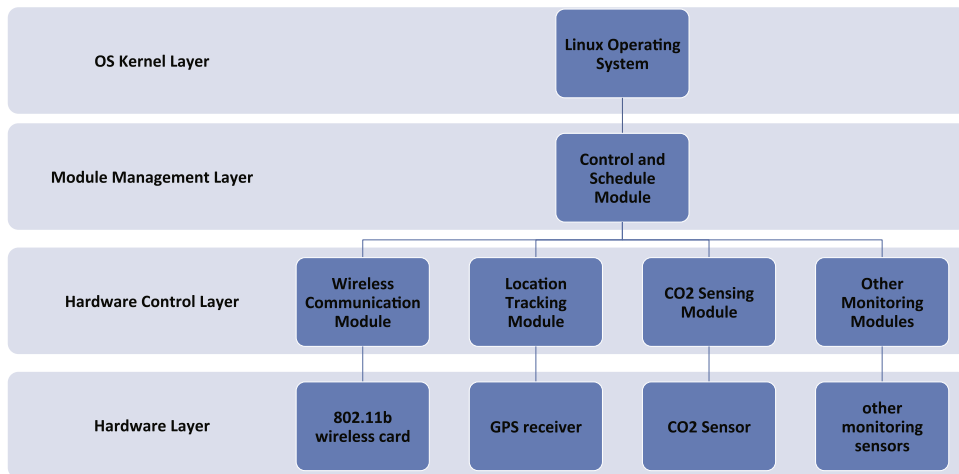 OS Kernel Layer
Linux Operating
System
Module Management Layer
Control and
Schedule
Module
Hardware Control Layer
Wireless
Communication
Module
Location
Tracking
Module
CO2 Sensing
Module
Other
Monitoring
Modules
Hardware Layer
802.11b
wireless card
GPS receiver
CO2 Sensor
other
monitoring
sensors